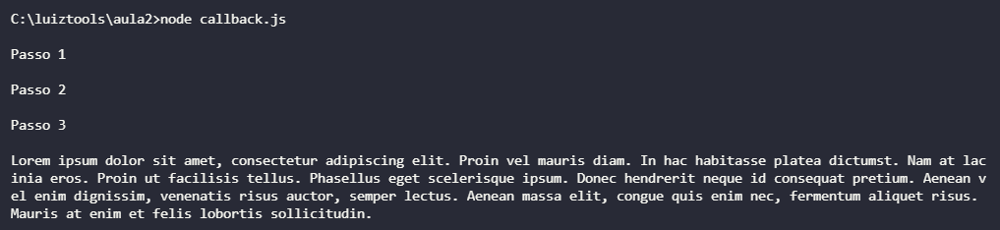 C:\luiztools\aula2>node callback.js
Passo 1
Passo 2
Passo 3
Lorem ipsum dolor sit amet, consectetur adipiscing elit. Proin vel mauris diam. In hac habitasse platea dictumst. Nam at lac
inia eros. Proin ut facilisis tellus. Phasellus eget scelerisque ipsum. Donec hendrerit neque id consequat pretium. Aenean v
el enim dignissim, venenatis risus auctor, semper lectus. Aenean massa elit, congue quis enim nec, fermentum aliquet risus.
Mauris at enim et felis lobortis sollicitudin.